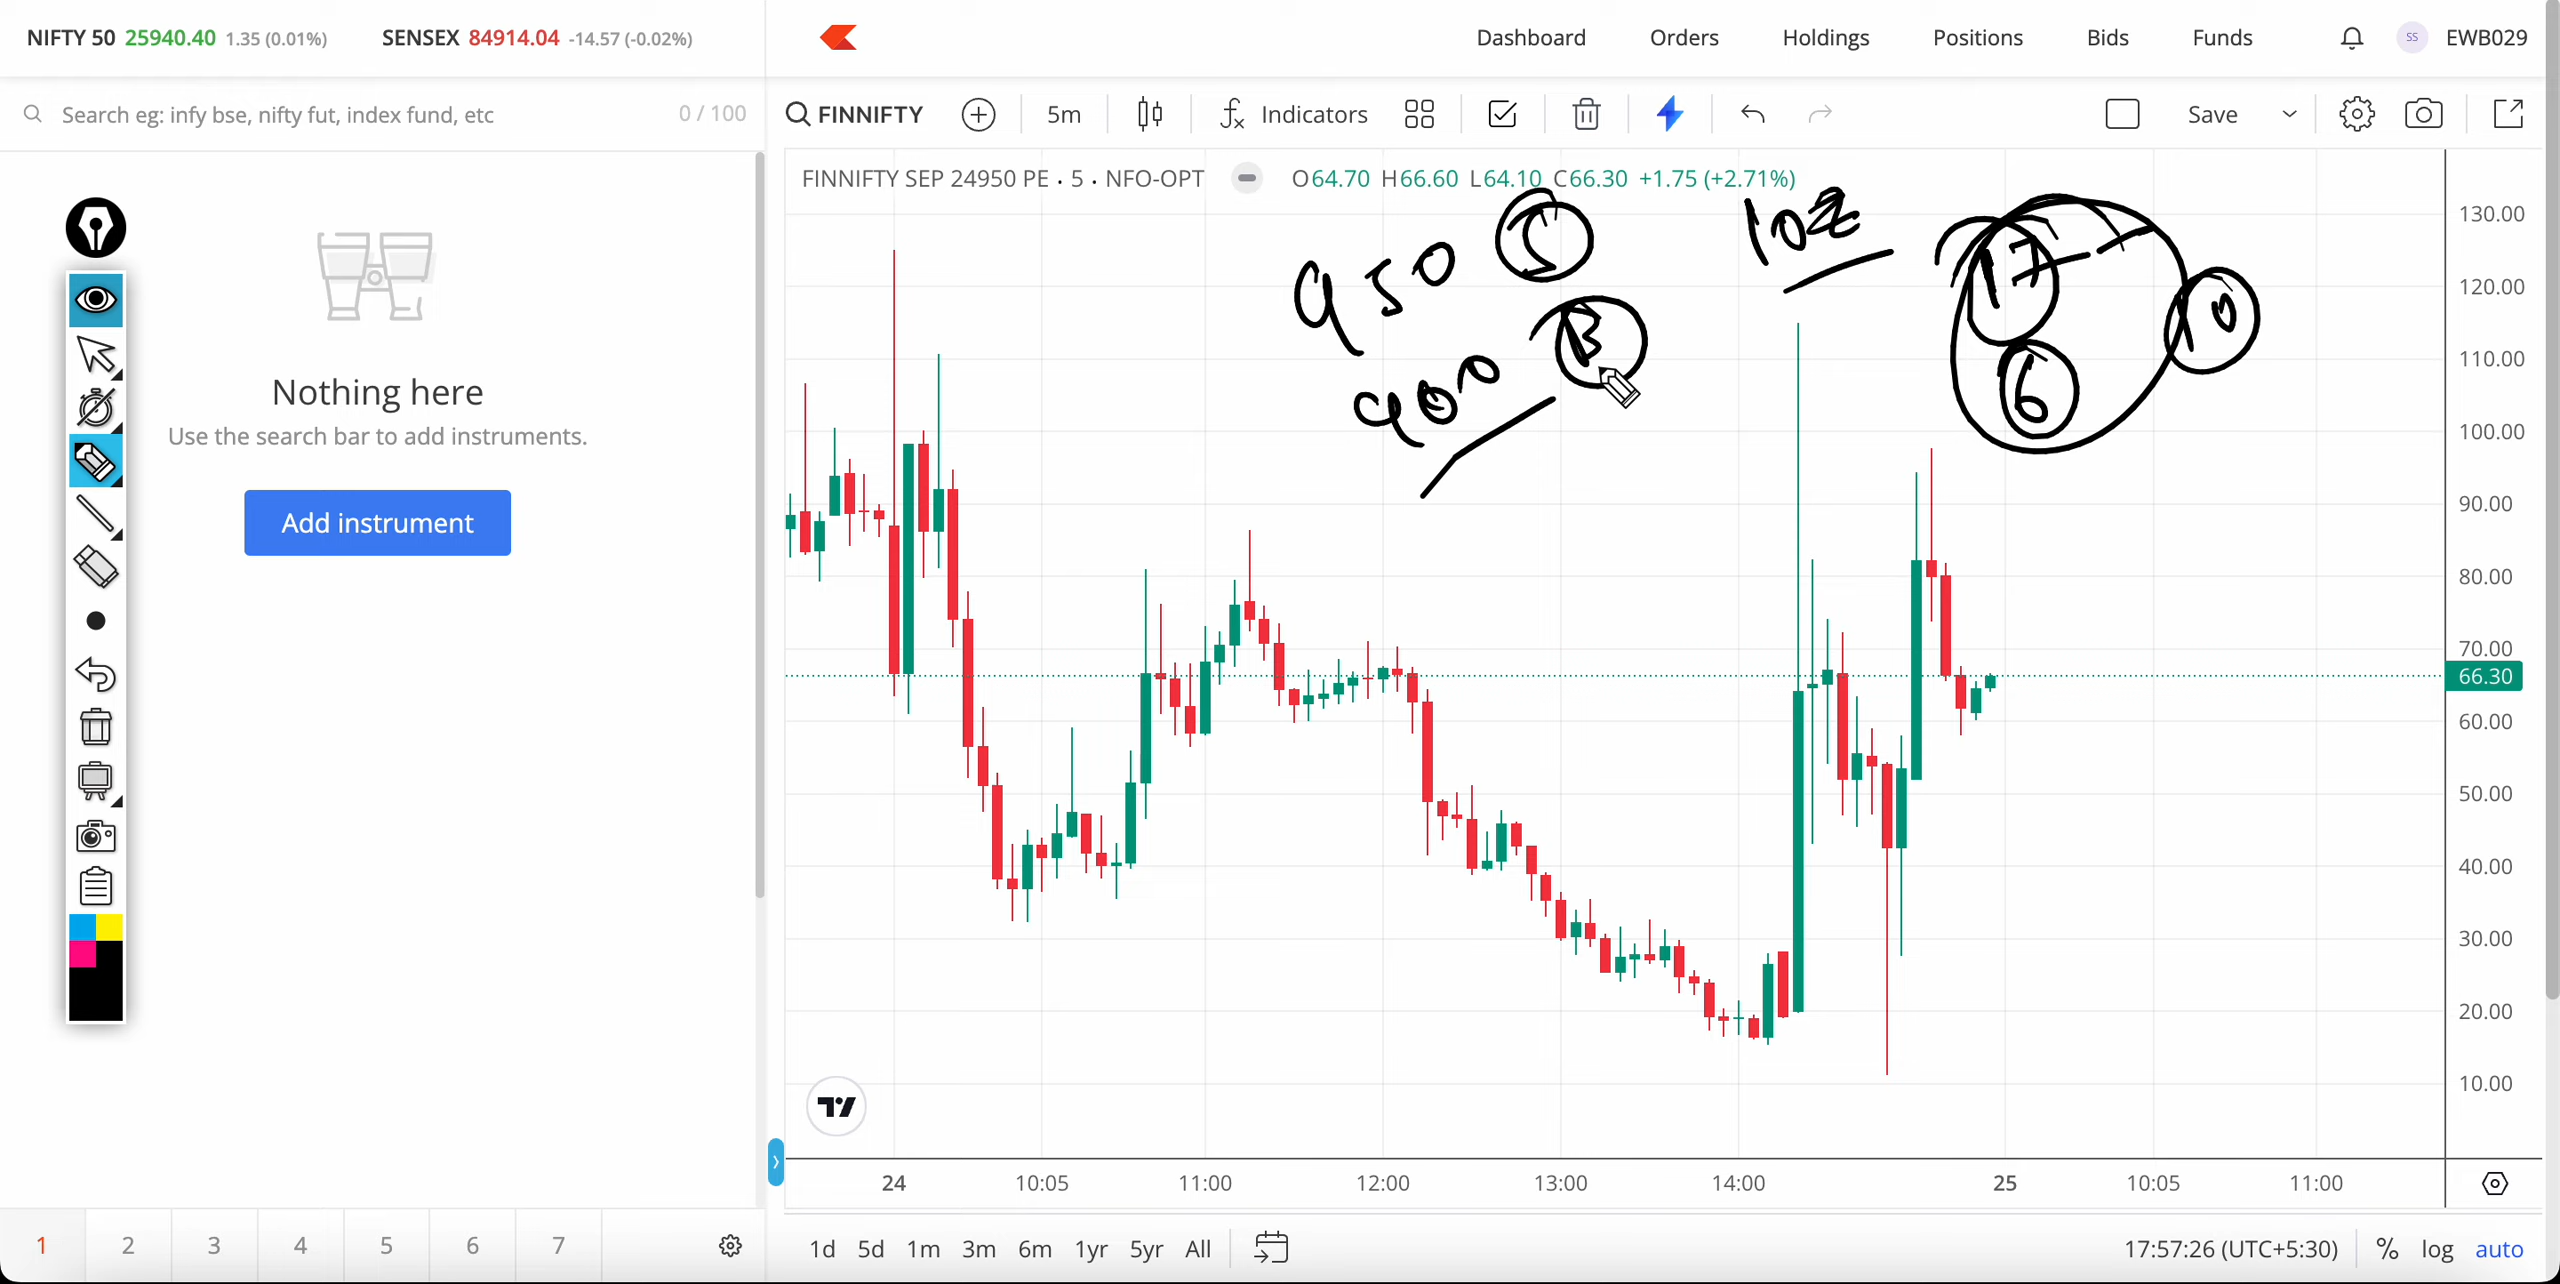 NIFTY 50 25940.40 1.35 (0.01%) SENSEX 84914.04 -14.57 (-0.02%)
Dashboard Orders Holdings Positions Bids Funds SS EWB029
Search eg: infy bse, nifty fut, index fund, etc 0 / 100
FINNIFTY 5m fx Indicators Save
FINNIFTY SEP 24950 PE · 5 · NFO-OPT O64.70 H66.60 L64.10 C66.30 +1.75 (+2.71%)
950 S
900 B
102
17
10
6
Nothing here
Use the search bar to add instruments.
Add instrument
130.00
120.00
110.00
100.00
90.00
80.00
70.00
66.30
60.00
50.00
40.00
30.00
20.00
10.00
24 10:05 11:00 12:00 13:00 14:00 25 10:05 11:00
1 2 3 4 5 6 7
1d 5d 1m 3m 6m 1yr 5yr All
17:57:26 (UTC+5:30) % log auto